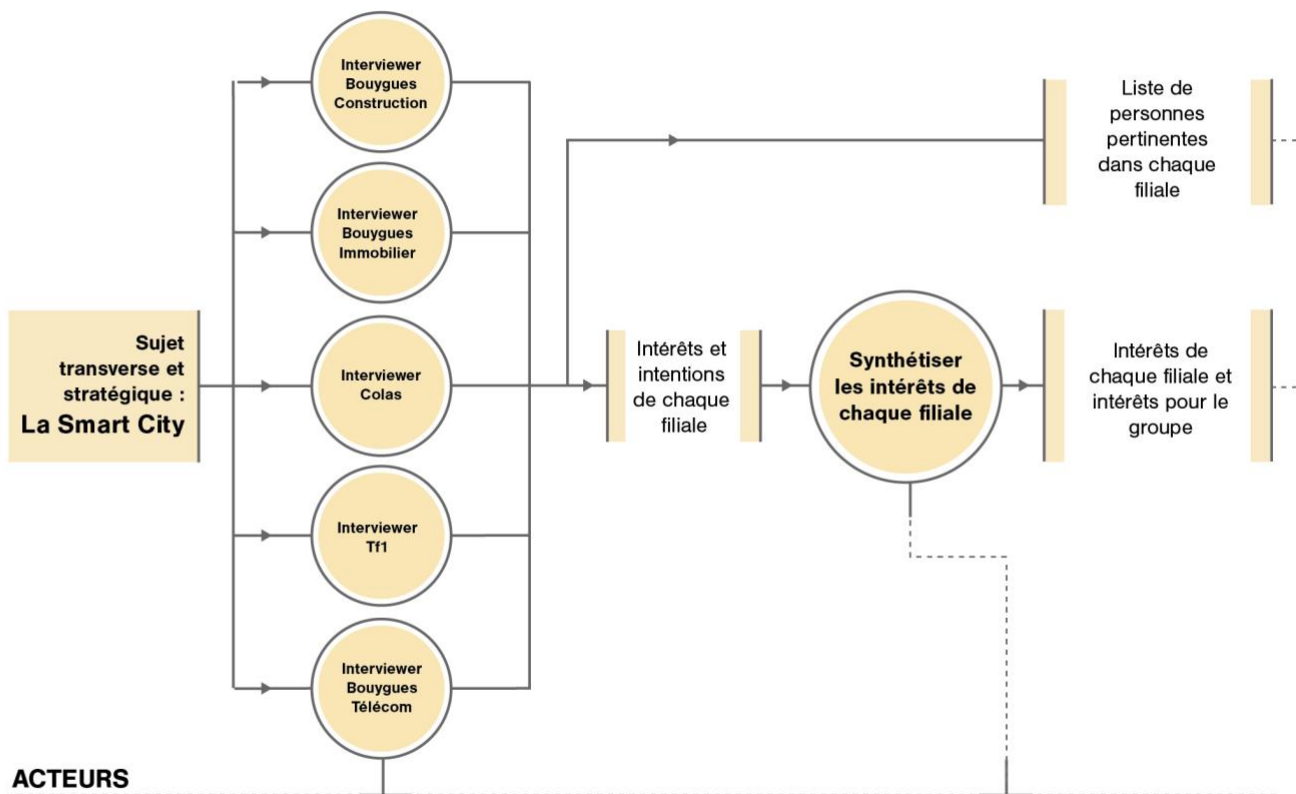 Interviewer
Bouygues
Construction
Liste de
personnes
pertinentes
dans chaque
filiale
Interviewer
Bouygues
Immobilier
Sujet
transverse et
stratégique :
La Smart City
Interviewer
Colas
Intérêts et
intentions
de chaque
filiale
Synthétiser
les intérêts de
chaque filiale
Intérêts de
chaque filiale et
intérêts pour le
groupe
Interviewer
Tf1
Interviewer
Bouygues
Télécom
ACTEURS